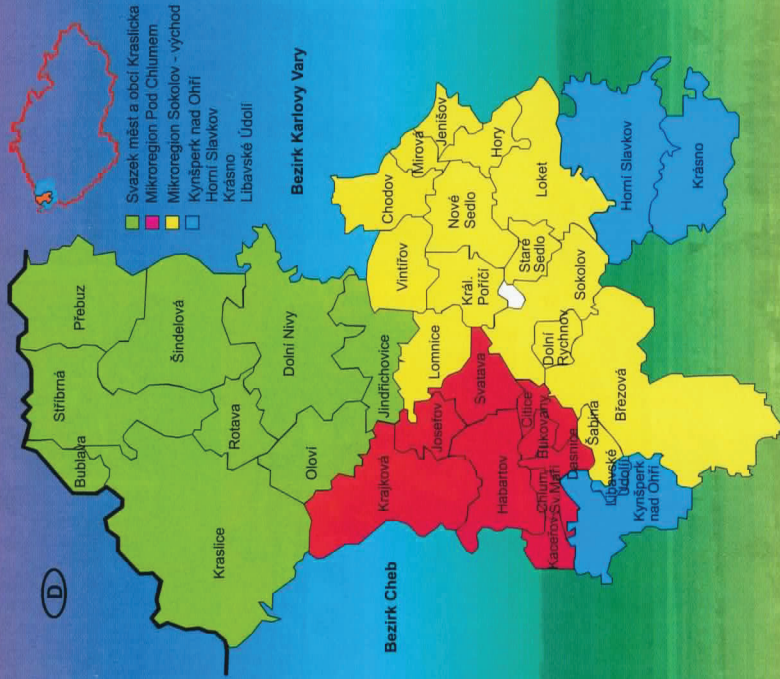 D
Svazek měst a obcí Kraslicka
Mikroregion Pod Chlumem
Mikroregion Sokolov - východ
Kynšperk nad Ohří
Horní Slavkov
Krásno
Libavské Údolí
Bezirk Karlovy Vary
Bezirk Cheb
Přebuz
Stříbrná
Bublava
Šindelová
Rotava
Kraslice
Dolní Nivy
Oloví
Jindřichovice
Krajková
Josefov
Lomnice
Svatava
Habartov
Citice
Bukovany
Chlum
Sv.Maří
Kaceřov
Dasnice
Šabina
Libavské
Údolí
Kynšperk
nad Ohří
Březová
Dolní
Rychnov
Sokolov
Staré
Sedlo
Král.
Poříčí
Vintířov
Chodov
Nové
Sedlo
Mírová
Jenišov
Hory
Loket
Horní Slavkov
Krásno